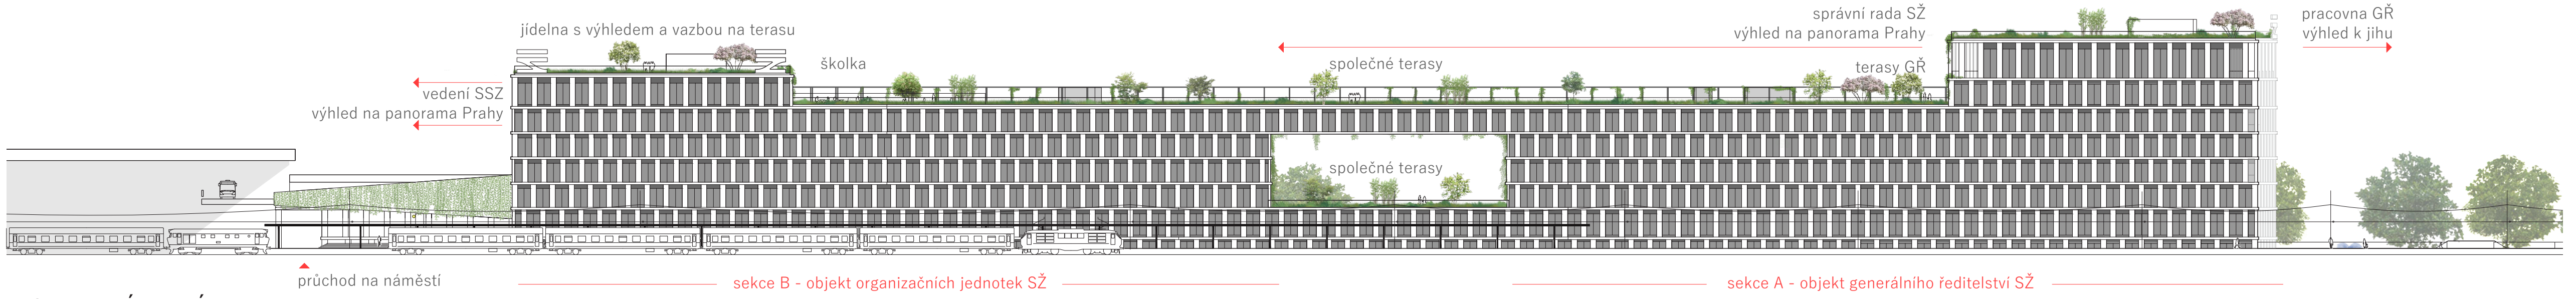 jídelna s výhledem a vazbou na terasu
školka
vedení SSZ
výhled na panorama Prahy
společné terasy
společné terasy
správní rada SŽ
výhled na panorama Prahy
terasy GŘ
pracovna GŘ
výhled k jihu
průchod na náměstí
sekce B - objekt organizačních jednotek SŽ
sekce A - objekt generálního ředitelství SŽ